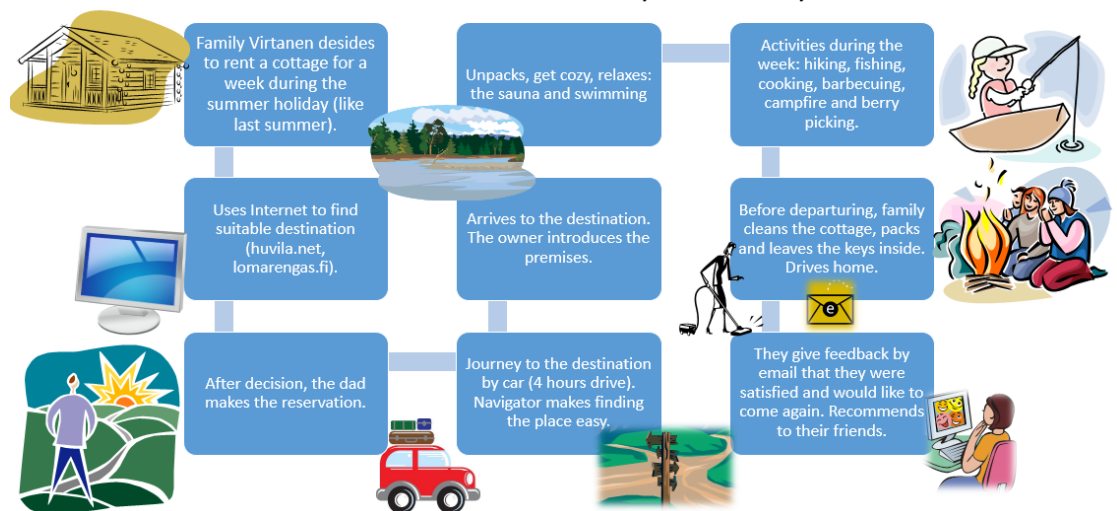 Family Virtanen desides
to rent a cottage for a
week during the
summer holiday (like
last summer).
Uses Internet to find
suitable destination
(huvila.net,
lomarengas.fi).
After decision, the dad
makes the reservation.
Journey to the destination
by car (4 hours drive).
Navigator makes finding
the place easy.
Arrives to the destination.
The owner introduces the
premises.
Unpacks, get cozy, relaxes:
the sauna and swimming
Activities during the
week: hiking, fishing,
cooking, barbecuing,
campfire and berry
picking.
Before departuring, family
cleans the cottage, packs
and leaves the keys inside.
Drives home.
e
They give feedback by
email that they were
satisfied and would like to
come again. Recommends
to their friends.